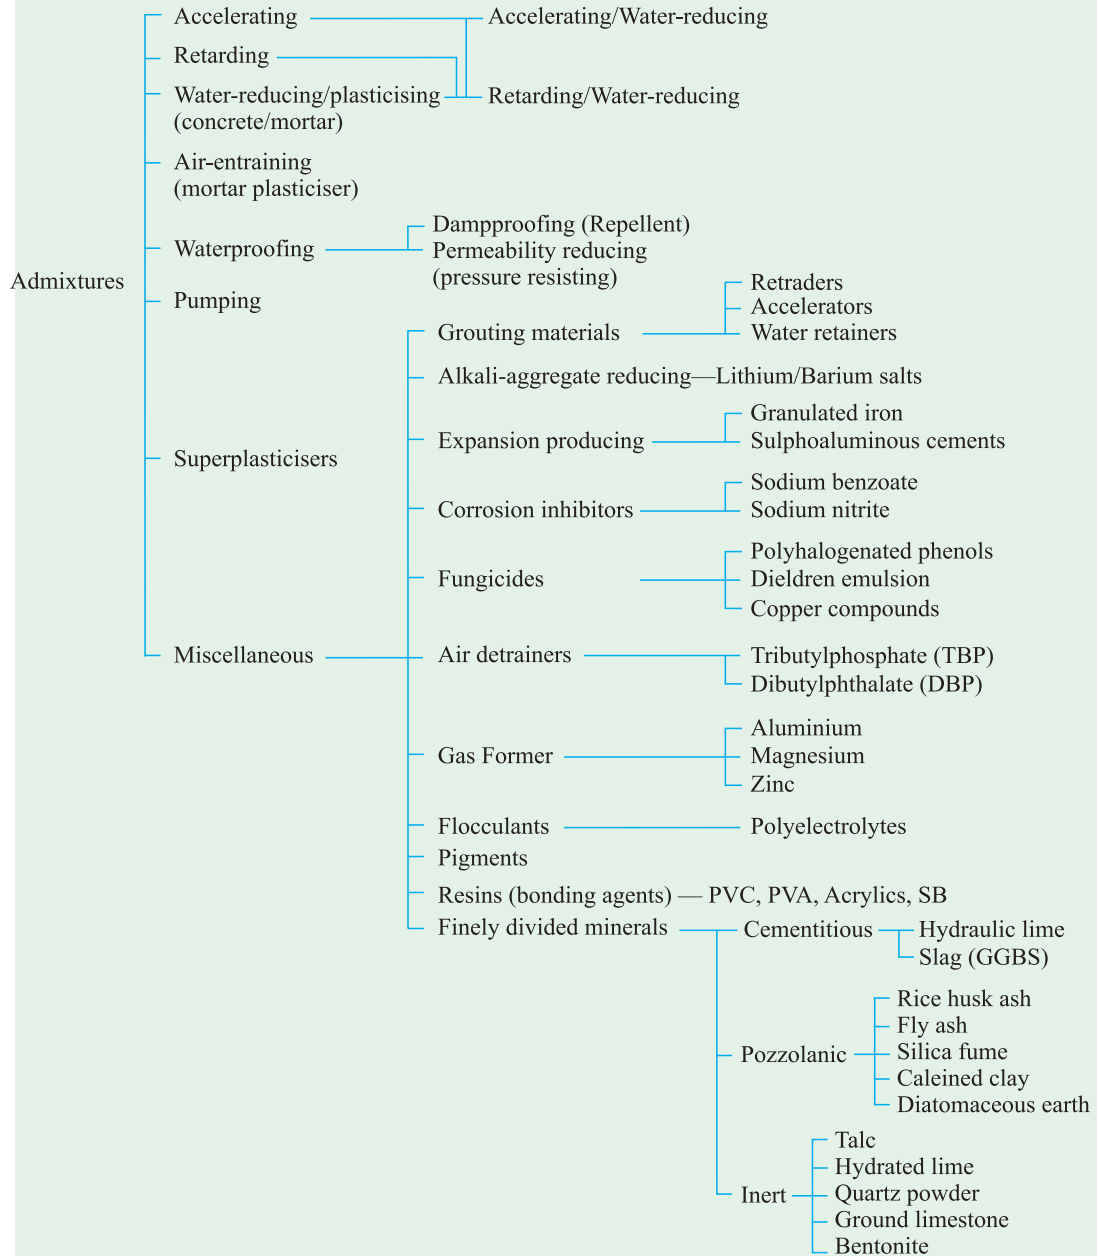 Accelerating
Accelerating/Water-reducing
Retarding
Water-reducing/plasticising
(concrete/mortar)
Retarding/Water-reducing
Air-entraining
(mortar plasticiser)
Waterproofing
Dampproofing (Repellent)
Permeability reducing
(pressure resisting)
Admixtures
Pumping
Grouting materials
Retraders
Accelerators
Water retainers
Alkali-aggregate reducing—Lithium/Barium salts
Superplasticisers
Expansion producing
Granulated iron
Sulphoaluminous cements
Corrosion inhibitors
Sodium benzoate
Sodium nitrite
Fungicides
Polyhalogenated phenols
Dieldren emulsion
Copper compounds
Miscellaneous
Air detrainers
Tributylphosphate (TBP)
Dibutylphthalate (DBP)
Gas Former
Aluminium
Magnesium
Zinc
Flocculants
Polyelectrolytes
Pigments
Resins (bonding agents) — PVC, PVA, Acrylics, SB
Finely divided minerals
Cementitious
Hydraulic lime
Slag (GGBS)
Pozzolanic
Rice husk ash
Fly ash
Silica fume
Caleined clay
Diatomaceous earth
Inert
Talc
Hydrated lime
Quartz powder
Ground limestone
Bentonite